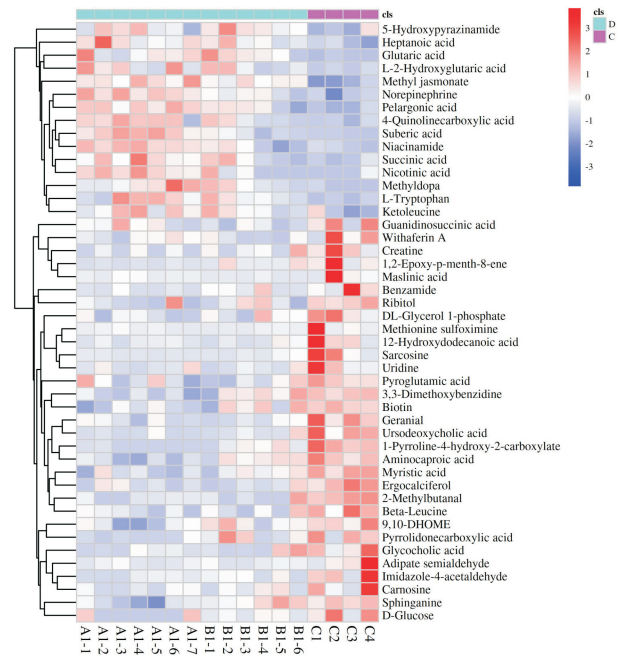 cls
5-Hydroxypyrazinamide
Heptanoic acid
Glutaric acid
L-2-Hydroxyglutaric acid
Methyl jasmonate
Norepinephrine
Pelargonic acid
4-Quinolinecarboxylic acid
Suberic acid
Niacinamide
Succinic acid
Nicotinic acid
Methyldopa
L-Tryptophan
Ketoleucine
Guanidinosuccinic acid
Withaferin A
Creatine
1,2-Epoxy-p-menth-8-ene
Maslinic acid
Benzamide
Ribitol
DL-Glycerol 1-phosphate
Methionine sulfoximine
12-Hydroxydodecanoic acid
Sarcosine
Uridine
Pyroglutamic acid
3,3-Dimethoxybenzidine
Biotin
Geranial
Ursodeoxycholic acid
1-Pyrroline-4-hydroxy-2-carboxylate
Aminocaproic acid
Myristic acid
Ergocalciferol
2-Methylbutanal
Beta-Leucine
9,10-DHOME
Pyrrolidonecarboxylic acid
Glycocholic acid
Adipate semialdehyde
Imidazole-4-acetaldehyde
Carnosine
Sphinganine
D-Glucose
A1-1
A1-2
A1-3
A1-4
A1-5
A1-6
A1-7
B1-1
B1-2
B1-3
B1-4
B1-5
B1-6
C1
C2
C3
C4
3
2
1
0
-1
-2
-3
cls
D
C